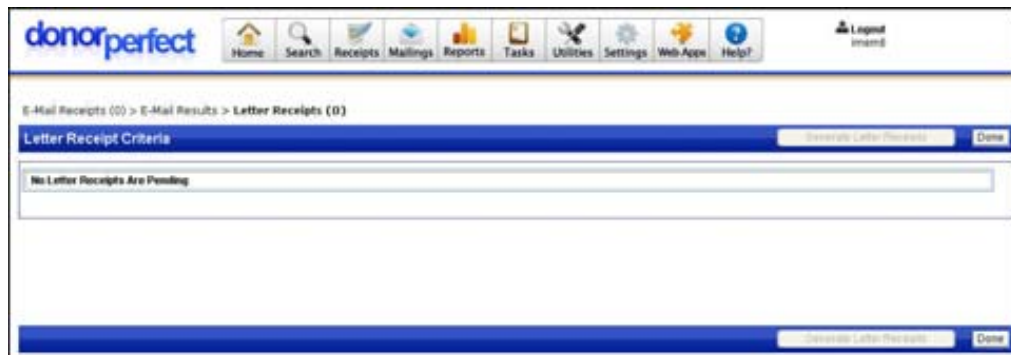 donorperfect
Home Search Receipts Mailings Reports Tasks Utilities Settings Web Apps Help?
Logout
E-Mail Receipts (0) > E-Mail Results > Letter Receipts (0)
Letter Receipt Criteria Generate Letter Receipts Done
No Letter Receipts Are Pending
Generate Letter Receipts Done